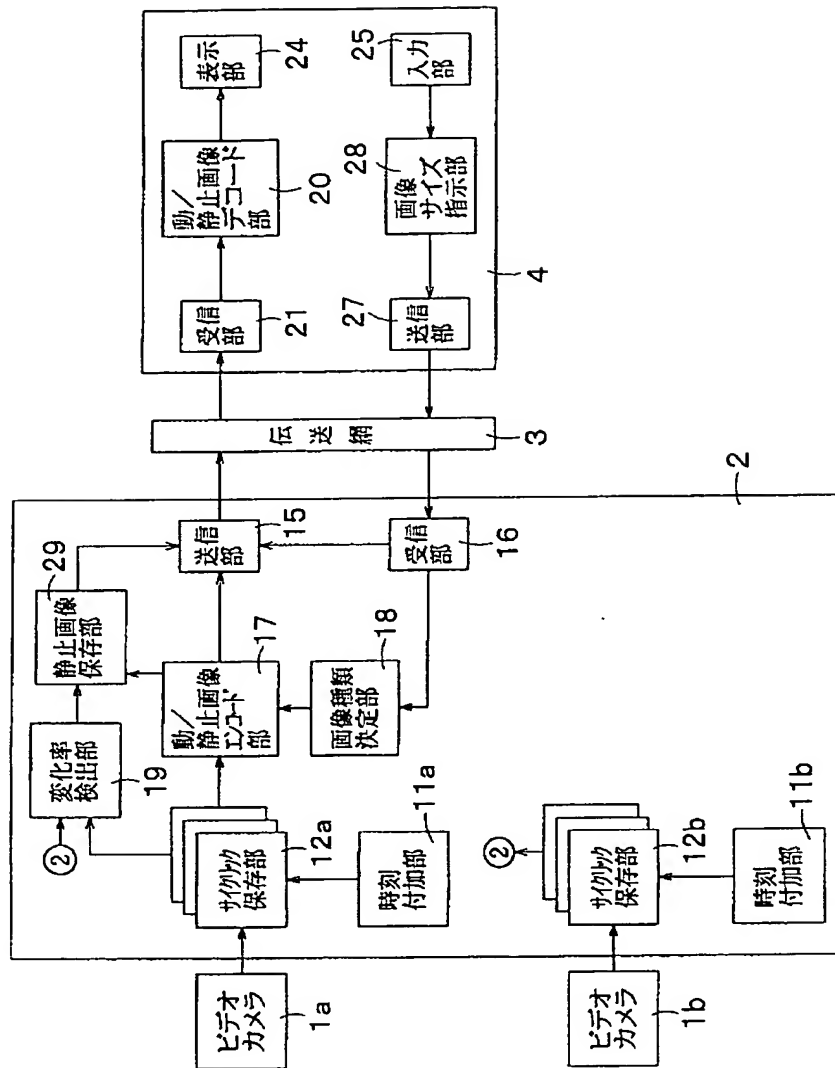 ビデオ
カメラ
1a
ビデオ
カメラ
1b
2
②
変化率
検出部
19
静止画像
保存部
29
サイクリック
保存部
12a
時刻
付加部
11a
動／
静止画像
エンコード
部
17
画像種類
決定部
18
送信
部
15
受信
部
16
②
サイクリック
保存部
12b
時刻
付加部
11b
伝送網
3
4
受信
部
21
動／
静止画像
デコード
部
20
表示
部
24
入力
部
25
画像
サイズ
指示部
28
送信
部
27